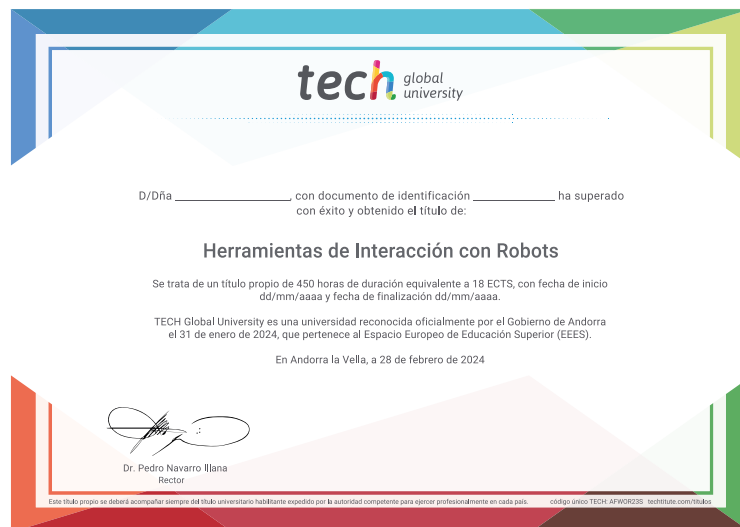 tech global university
D/Dña ______________, con documento de identificación __________ ha superado
con éxito y obtenido el título de:
Herramientas de Interacción con Robots
Se trata de un título propio de 450 horas de duración equivalente a 18 ECTS, con fecha de inicio
dd/mm/aaaa y fecha de finalización dd/mm/aaaa.
TECH Global University es una universidad reconocida oficialmente por el Gobierno de Andorra
el 31 de enero de 2024, que pertenece al Espacio Europeo de Educación Superior (EEES).
En Andorra la Vella, a 28 de febrero de 2024
Dr. Pedro Navarro Illana
Rector
Este título propio se deberá acompañar siempre del título universitario habilitante expedido por la autoridad competente para ejercer profesionalmente en cada país. código único TECH: AFWOR23S techtitute.com/titulos